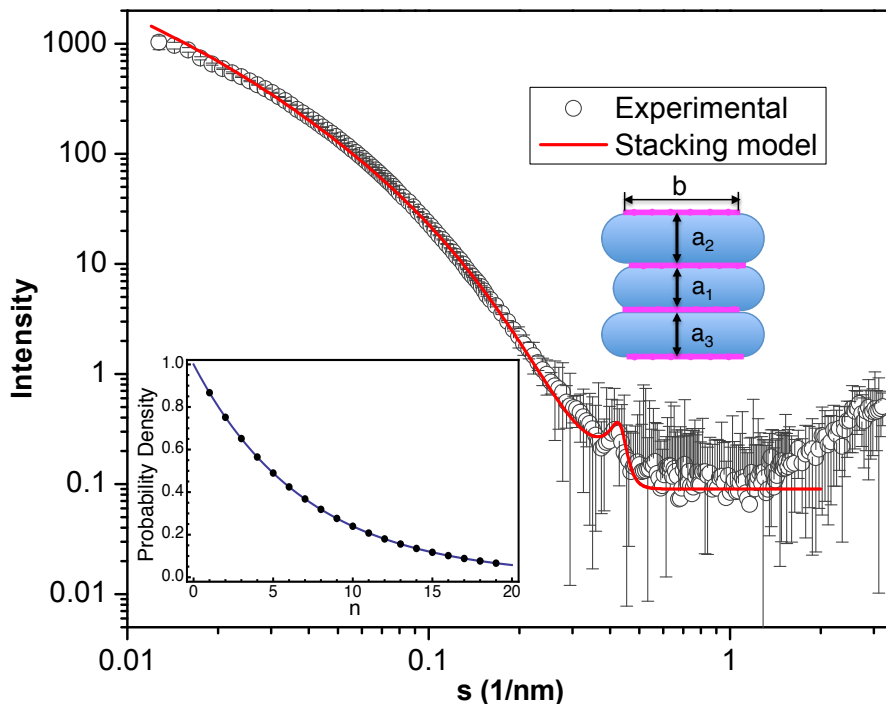 1000
100
10
1
0.1
0.01
Intensity
0.01
0.1
1
s (1/nm)
Experimental
Stacking model
b
a2
a1
a3
1.0
0.8
0.6
0.4
0.2
0.0
Probability Density
0
5
10
15
20
n